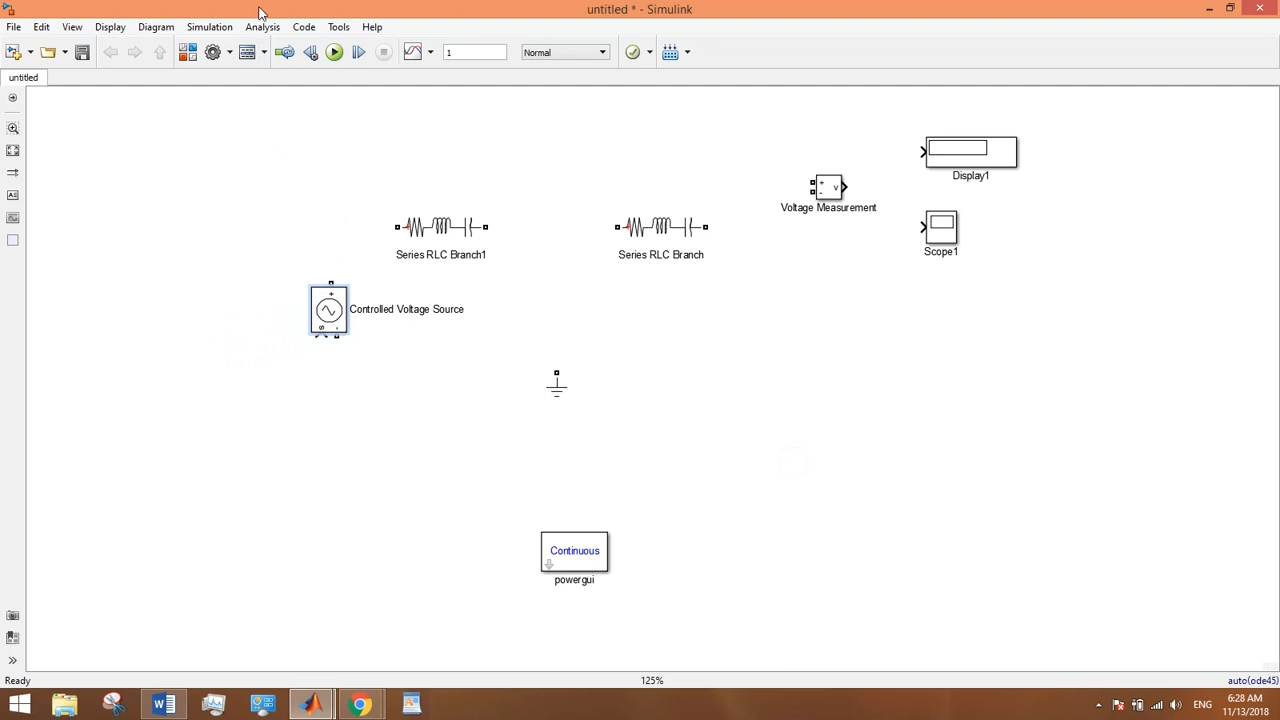 untitled * - Simulink
File Edit View Display Diagram Simulation Analysis Code Tools Help
1 Normal
untitled
Display1
+ - v
Voltage Measurement
Scope1
Series RLC Branch1
Series RLC Branch
+ s -
Controlled Voltage Source
Continuous
powergui
Ready 125% auto(ode45)
ENG 6:28 AM
11/13/2018